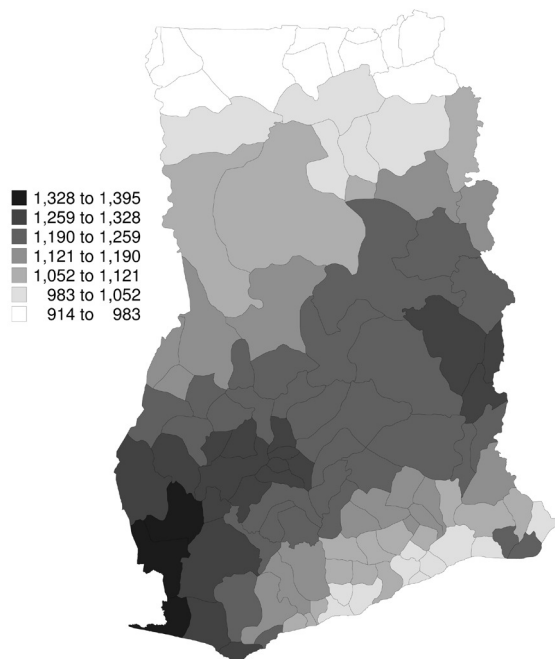 1,328 to 1,395
1,259 to 1,328
1,190 to 1,259
1,121 to 1,190
1,052 to 1,121
983 to 1,052
914 to 983